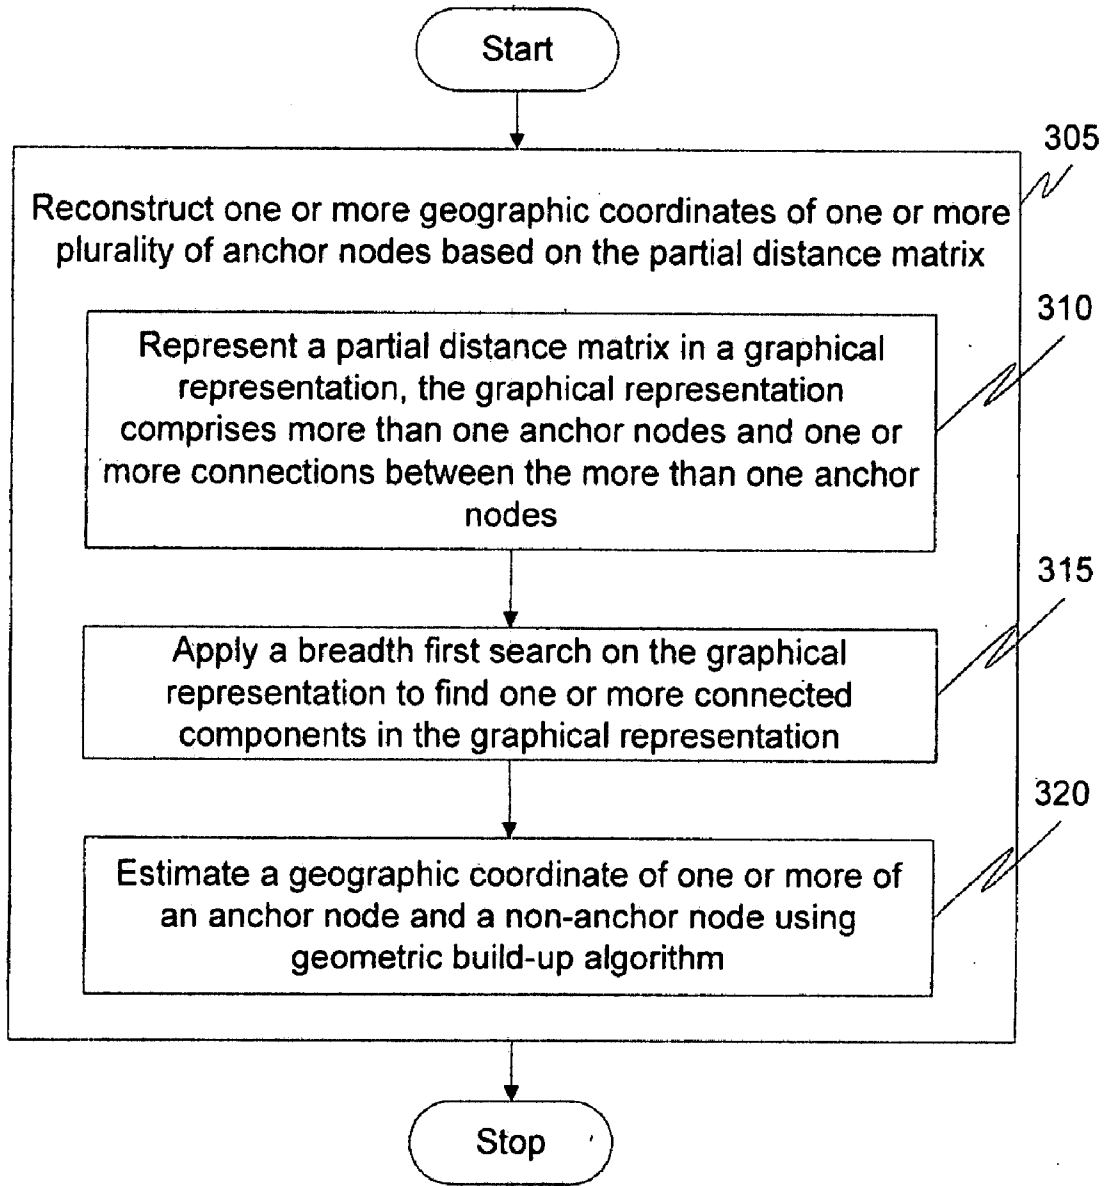 Start
305
Reconstruct one or more geographic coordinates of one or more
plurality of anchor nodes based on the partial distance matrix
310
Represent a partial distance matrix in a graphical
representation, the graphical representation
comprises more than one anchor nodes and one or
more connections between the more than one anchor
nodes
315
Apply a breadth first search on the graphical
representation to find one or more connected
components in the graphical representation
320
Estimate a geographic coordinate of one or more of
an anchor node and a non-anchor node using
geometric build-up algorithm
Stop